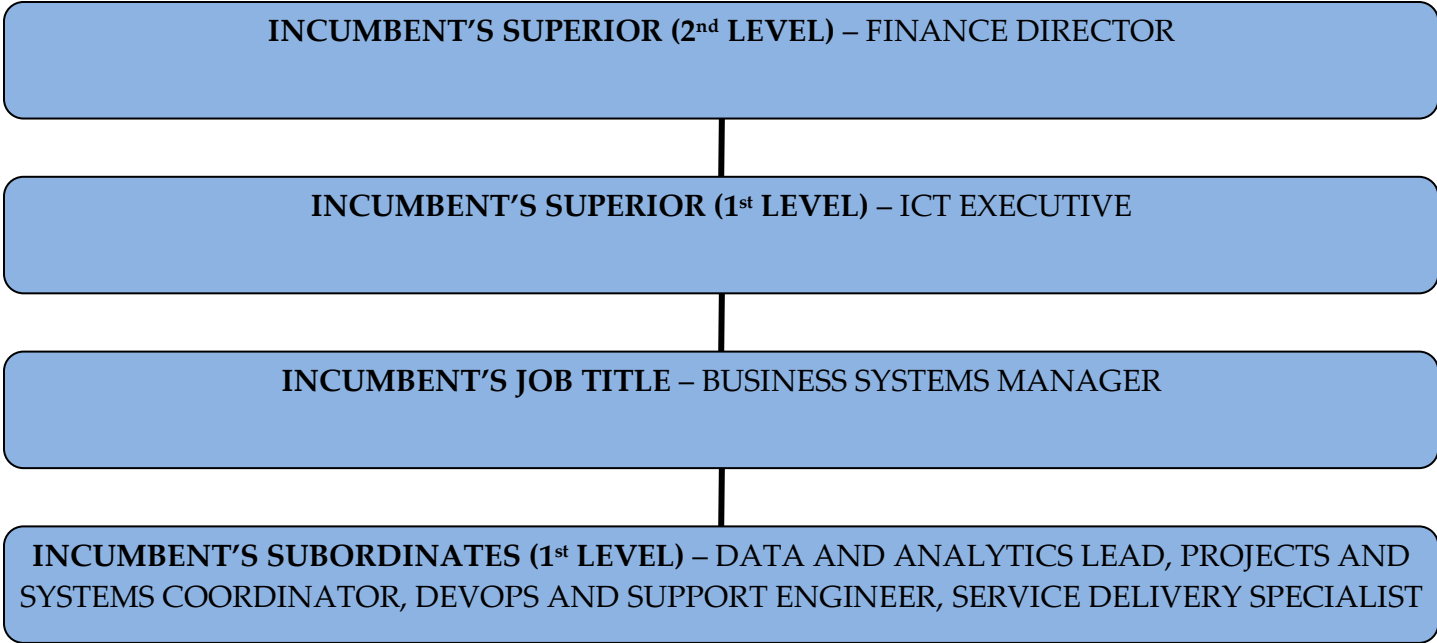 INCUMBENT’S SUPERIOR (2nd LEVEL) – FINANCE DIRECTOR
INCUMBENT’S SUPERIOR (1st LEVEL) – ICT EXECUTIVE
INCUMBENT’S JOB TITLE – BUSINESS SYSTEMS MANAGER
INCUMBENT’S SUBORDINATES (1st LEVEL) – DATA AND ANALYTICS LEAD, PROJECTS AND
SYSTEMS COORDINATOR, DEVOPS AND SUPPORT ENGINEER, SERVICE DELIVERY SPECIALIST